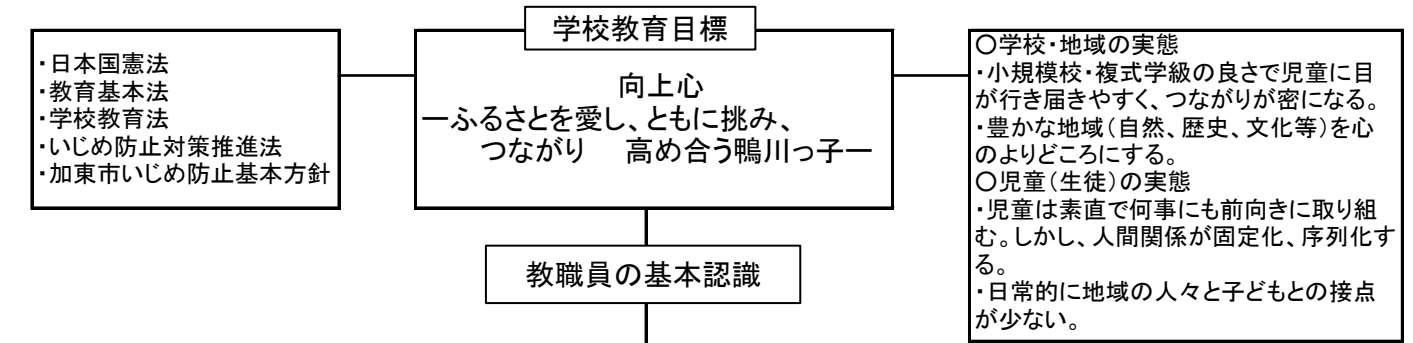 ・日本国憲法
・教育基本法
・学校教育法
・いじめ防止対策推進法
・加東市いじめ防止基本方針
学校教育目標
向上心
―ふるさとを愛し、ともに挑み、
つながり　高め合う鴨川っ子―
教職員の基本認識
○学校・地域の実態
・小規模校・複式学級の良さで児童に目
が行き届きやすく、つながりが密になる。
・豊かな地域（自然、歴史、文化等）を心
のよりどころにする。
○児童（生徒）の実態
・児童は素直で何事にも前向きに取り組
む。しかし、人間関係が固定化、序列化す
る。
・日常的に地域の人々と子どもとの接点
が少ない。